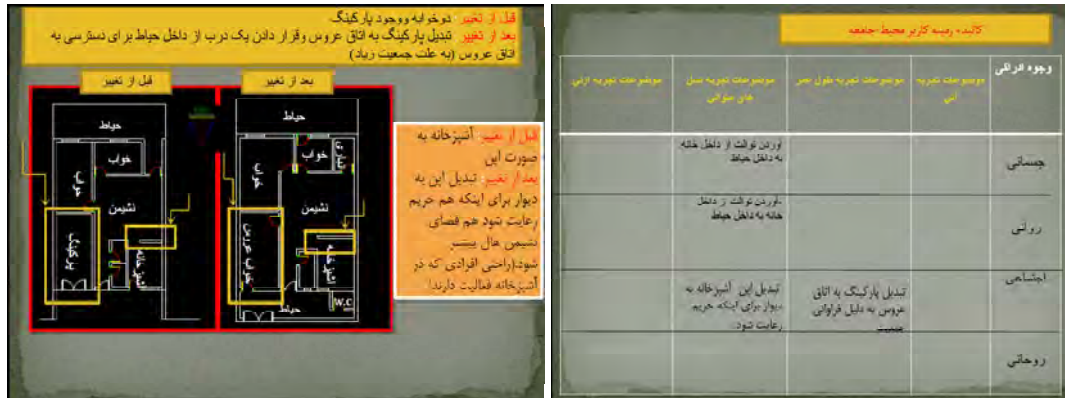 قبل از تغییر: دوخوابه ووجود پارکینگ
بعد از تغییر: تبدیل پارکینگ به اتاق عروس وقرار دادن یک درب از داخل حیاط برای دسترسی به
اتاق عروس (به علت جمعیت زیاد)
قبل از تغییر
بعد از تغییر
حیاط
خواب
خواب
نشیمن
پارکینگ
آشپزخانه
حیاط
انباری
خواب
خواب
نشیمن
خواب عروس
آشپزخانه
W.C
حیاط
قبل از تغییر: آشپزخانه به
صورت اپن
بعد از تغییر: تبدیل اپن به
دیوار برای اینکه هم حریم
رعایت شود هم فضای
نشیمن هال بیشتر
شود.(راحتی افرادی که در
آشپزخانه فعالیت دارند)
کالبد، زمینه کاربر محیط-جامعه
وجوه ادراکی
موضوعات تجربه
آنی
موضوعات تجربه طول عمر
موضوعات تجربه نسل
های متوالی
موضوعات تجربه ازلی
جسمانی
آوردن توالت از داخل خانه
به داخل حیاط
روانی
آوردن توالت از داخل
خانه به داخل حیاط
اجتماعی
تبدیل پارکینگ به اتاق
عروس به دلیل فراوانی
جمعیت
تبدیل اپن آشپزخانه به
دیوار برای اینکه حریم
رعایت شود.
روحانی